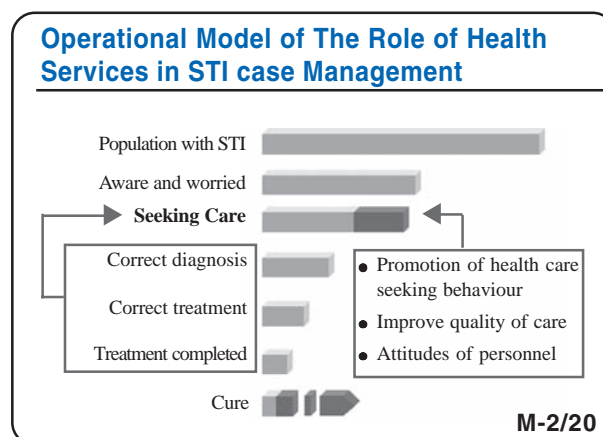 Operational Model of The Role of Health
Services in STI case Management
Population with STI
Aware and worried
Seeking Care
Correct diagnosis
Correct treatment
Treatment completed
Cure
● Promotion of health care
seeking behaviour
● Improve quality of care
● Attitudes of personnel
M-2/20